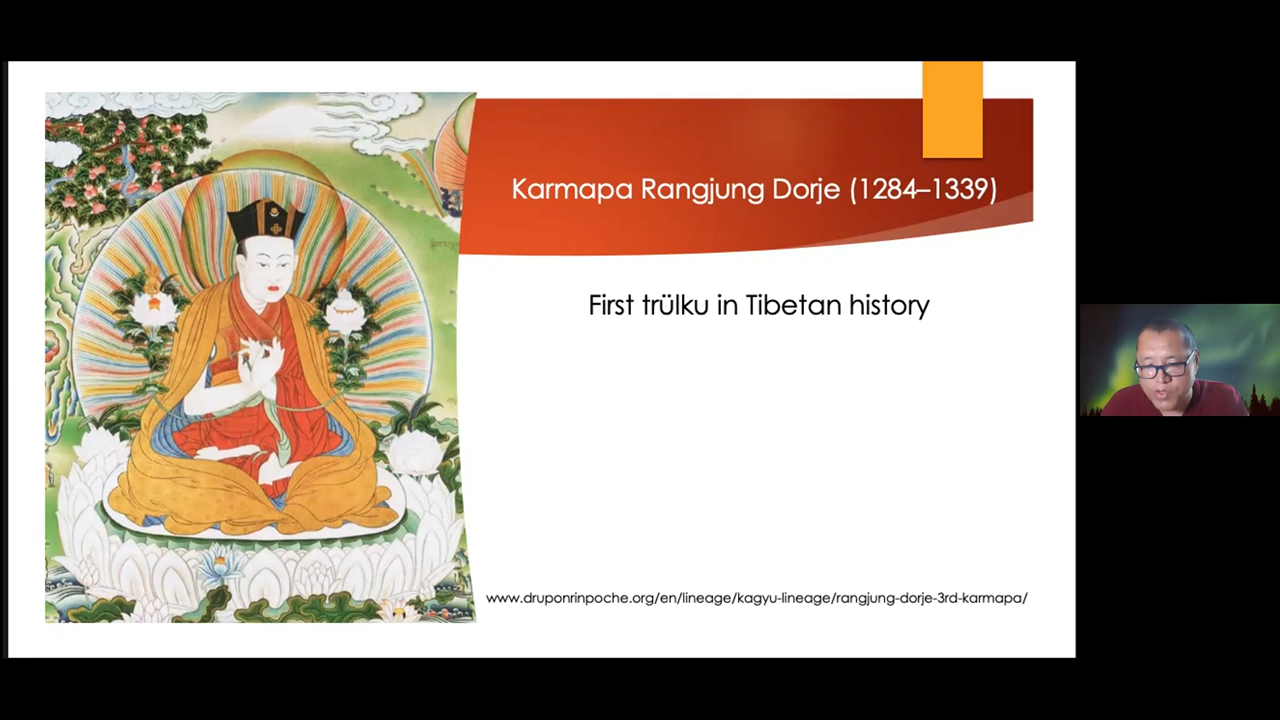 Karmapa Rangjung Dorje (1284–1339)
First trülku in Tibetan history
www.druponrinpoche.org/en/lineage/kagyu-lineage/rangjung-dorje-3rd-karmapa/